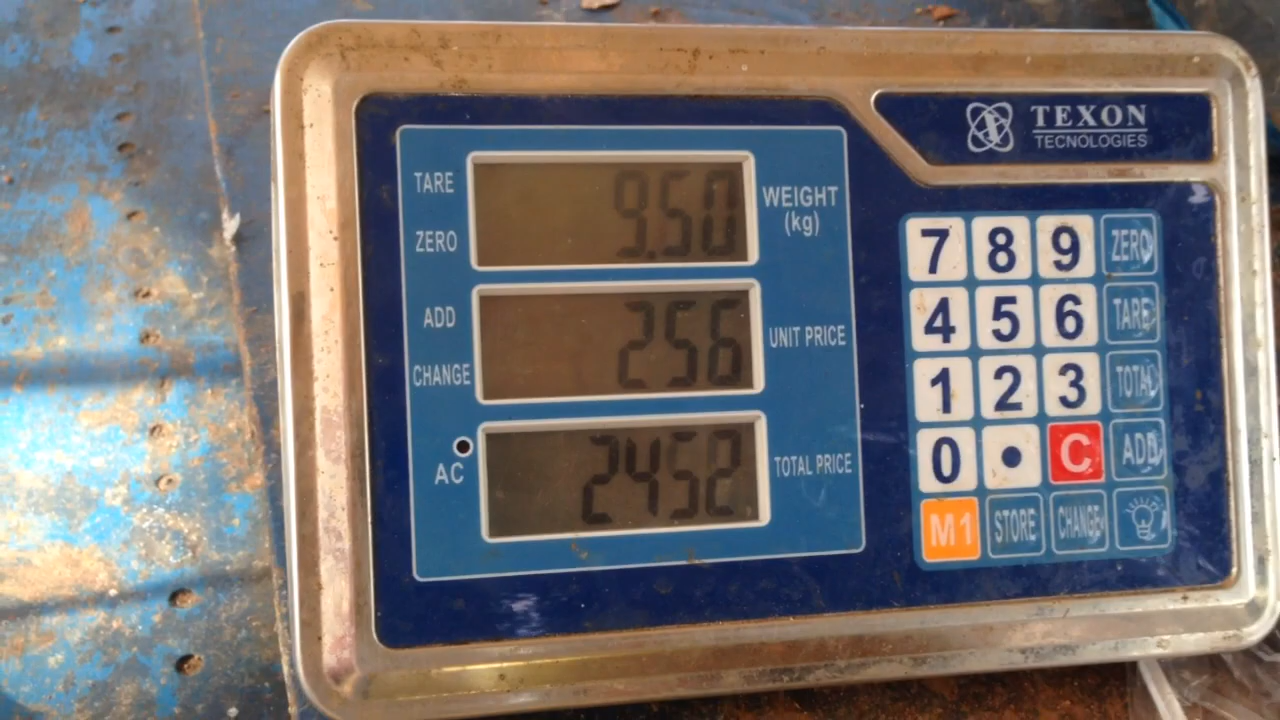 TEXON
TECNOLOGIES
TARE
ZERO
9.50
WEIGHT
(kg)
ADD
CHANGE
256
UNIT PRICE
AC
2452
TOTAL PRICE
7 8 9 ZERO
4 5 6 TARE
1 2 3 TOTAL
0 • C ADD
M1 STORE CHANGE